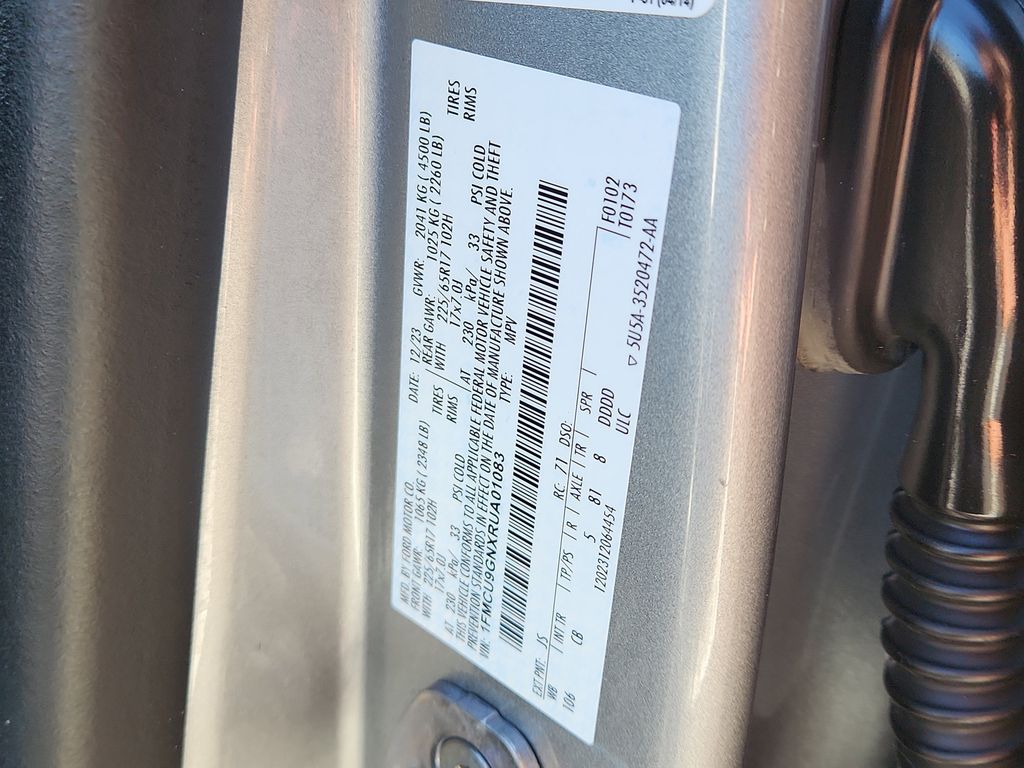 MFD. BY FORD MOTOR CO. DATE: 12/23 GVWR: 2041 KG ( 4500 LB)
FRONT GAWR: 1065 KG ( 2348 LB) REAR GAWR: 1025 KG ( 2260 LB)
WITH 225/65R17 102H TIRES WITH 225/65R17 102H TIRES
17x7.0J RIMS 17x7.0J RIMS
AT 230 kPa/ 33 PSI COLD AT 230 kPa/ 33 PSI COLD
THIS VEHICLE CONFORMS TO ALL APPLICABLE FEDERAL MOTOR VEHICLE SAFETY AND THEFT
PREVENTION STANDARDS IN EFFECT ON THE DATE OF MANUFACTURE SHOWN ABOVE.
VIN: 1FMCU9GNXRUA01083 TYPE: MPV
EXT PNT: JS RC: 71 DSO: F0102
WB INT TR TP/PS R AXLE TR SPR T0173
106 CB 5 B1 8 DDDD
1202312064454 ULC ▽ 5U5A-3520472-AA